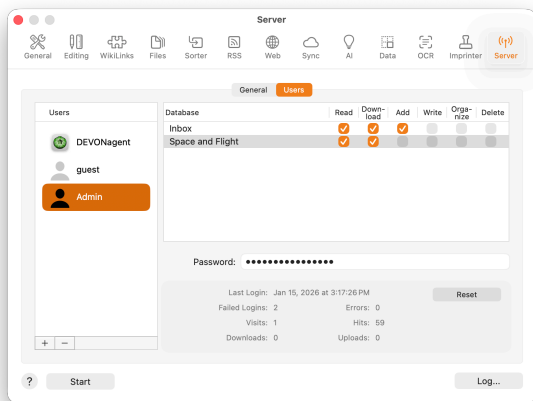 Server
General Editing WikiLinks Files Sorter RSS Web Sync AI Data OCR Imprinter Server
General Users
Users
DEVONagent
guest
Admin
+ −
Database Read Down-load Add Write Orga-nize Delete
Inbox
Space and Flight
Password: ••••••••••••••••
Last Login: Jan 15, 2026 at 3:17:26 PM
Reset
Failed Logins: 2 Errors: 0
Visits: 1 Hits: 59
Downloads: 0 Uploads: 0
? Start Log...